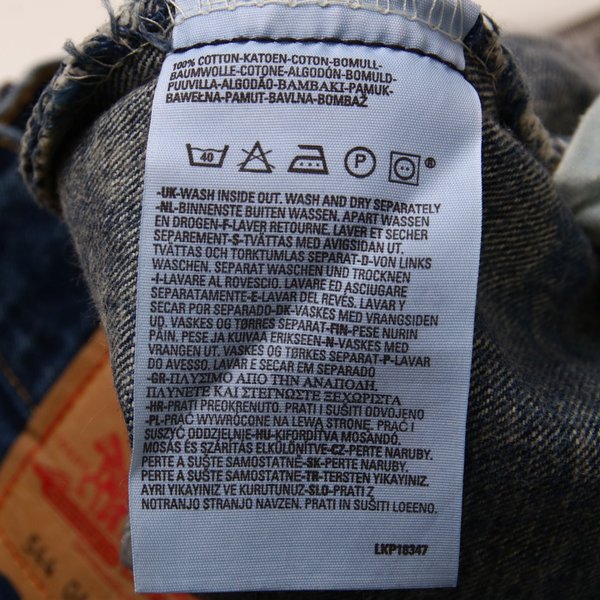 100% COTTON-KATOEN-COTON-BOMULL-
BAUMWOLLE-COTONE-ALGODÓN-BOMULD-
PUUVILLA-ALGODÃO-ΒΑΜΒΑΚΙ-PAMUK-
BAWEŁNA-PAMUT-BAVLNA-BOMBAŽ
40 P ®
-UK-WASH INSIDE OUT. WASH AND DRY SEPARATELY
-NL-BINNENSTE BUITEN WASSEN. APART WASSEN
EN DROGEN-F-LAVER RETOURNE. LAVER ET SECHER
SEPAREMENT-S-TVÄTTAS MED AVIGSIDAN UT.
TVÄTTAS OCH TORKTUMLAS SEPARAT-D-VON LINKS
WASCHEN. SEPARAT WASCHEN UND TROCKNEN
-I-LAVARE AL ROVESCIO. LAVARE ED ASCIUGARE
SEPARATAMENTE-E-LAVAR DEL REVÉS. LAVAR Y
SECAR POR SEPARADO-DK-VASKES MED VRANGSIDEN
UD. VASKES OG TØRRES SEPARAT-FIN-PESE NURIN
PÄIN. PESE JA KUIVAA ERIKSEEN-N-VASKES MED
VRANGEN UT. VASKES OG TØRKES SEPARAT-P-LAVAR
DO AVESSO. LAVAR E SECAR EM SEPARADO
-GR-ΠΛΥΣΙΜΟ ΑΠΟ ΤΗΝ ΑΝΑΠΟΔΗ.
ΠΛΥΝΕΤΕ ΚΑΙ ΣΤΕΓΝΩΣΤΕ ΞΕΧΩΡΙΣΤΑ
-HR-PRATI PREOKRENUTO. PRATI I SUŠITI ODVOJENO
-PL-PRAĆ WYWRÓCONE NA LEWĄ STRONĘ. PRAĆ I
SUSZYĆ ODDZIELNIE-HU-KIFORDÍTVA MOSANDÓ.
MOSÁS ÉS SZÁRÍTÁS ELKÜLÖNÍTVE-CZ-PERTE NARUBY.
PERTE A SUŠTE SAMOSTATNĚ-SK-PERTE NARUBY.
PERTE A SUŠTE SAMOSTATNE-TR-TERSTEN YIKAYINIZ.
AYRI YIKAYINIZ VE KURUTUNUZ-SLO-PRATI Z
NOTRANJO STRANJO NAVZEN. PRATI IN SUŠITI LOEENO.
LKP18347
544